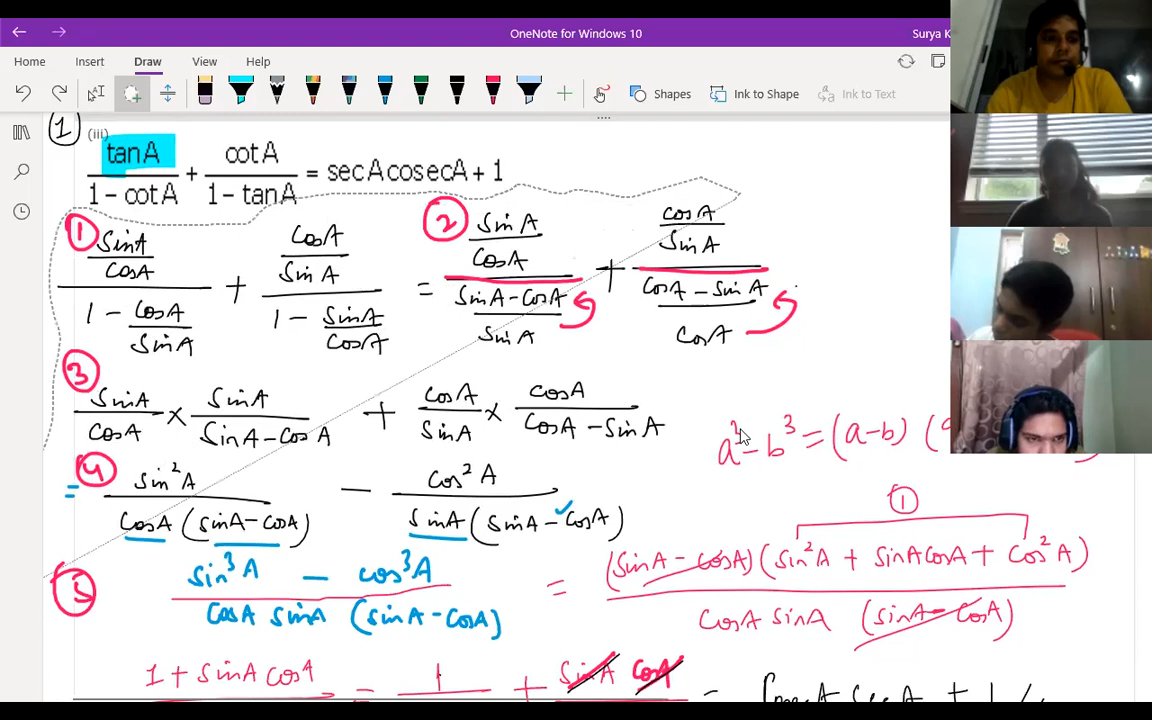 OneNote for Windows 10
Surya K
Home Insert Draw View Help
Shapes Ink to Shape Ink to Text
1 (iii)
tanA/(1 - cotA) + cotA/(1 - tanA) = secAcosecA + 1
① (SinA/CosA)/(1 - CosA/SinA) + (CosA/SinA)/(1 - SinA/CosA) = ② (SinA/CosA)/((SinA - CosA)/SinA) + (CosA/SinA)/((CosA - SinA)/CosA)
③ SinA/CosA × SinA/(SinA - CosA) + CosA/SinA × CosA/(CosA - SinA)
a³ - b³ = (a-b) (
④ = sin²A/(CosA (sinA - CosA)) - Cos²A/(SinA (SinA - CosA))
①
⑤ (sin³A - cos³A)/(CosA sinA (sinA - CosA)) = ((SinA - CosA)(sin²A + SinACosA + Cos²A))/(CosA SinA (SinA - CosA))
1 + SinA CosA = 1 + SinA CosA =